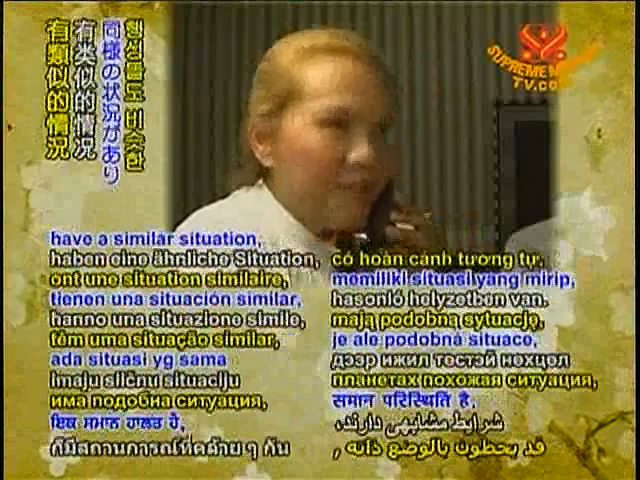 有類似的情況
有类似的情况
同様の状況があり
행성들도 비슷한
SUPREME MASTER
TV.com
have a similar situation,
haben eine ähnliche Situation,
ont une situation similaire,
tienen una situación similar,
hanno una situazione simile,
têm uma situação similar,
ada situasi yg sama
imaju sličnu situaciju
има подобна ситуация,
ਇਕ ਸਮਾਨ ਹਾਲਤ ਹੈ,
ก็มีสถานการณ์ที่คล้าย ๆ กัน
có hoàn cảnh tương tự.
memiliki situasi yang mirip,
hasonló helyzetben van.
mają podobną sytuację,
je ale podobná situace,
дээр ижил төстэй нөхцөл
планетах похожая ситуация,
समान परिस्थिति है,
شرایط مشابهی دارند،
قد يحظون بالوضع ذاته ,